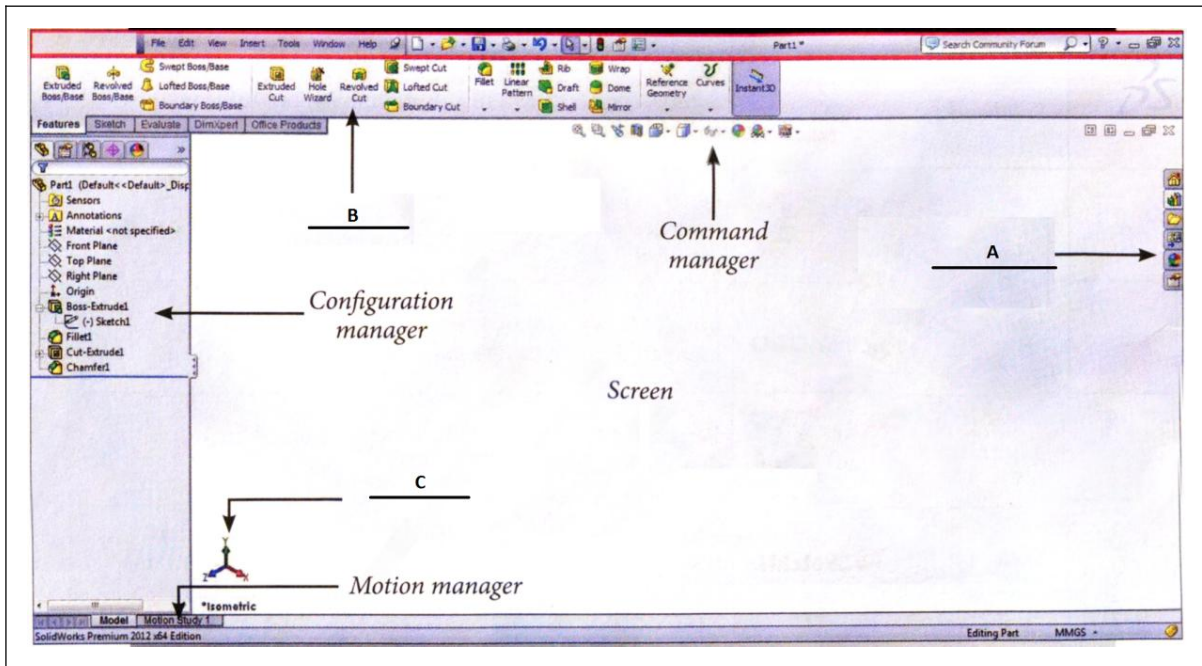 File Edit View Insert Tools Window Help Part1 * Search Community Forum
Extruded Boss/Base
Revolved Boss/Base
Swept Boss/Base
Lofted Boss/Base
Boundary Boss/Base
Extruded Cut
Hole Wizard
Revolved Cut
Swept Cut
Lofted Cut
Boundary Cut
Fillet
Linear Pattern
Rib
Draft
Shell
Wrap
Dome
Mirror
Reference Geometry
Curves
Instant3D
Features Sketch Evaluate DimXpert Office Products
Part1 (Default<<Default>_Disp
Sensors
Annotations
Material <not specified>
Front Plane
Top Plane
Right Plane
Origin
Boss-Extrude1
(-) Sketch1
Fillet1
Cut-Extrude1
Chamfer1
B
Command
manager
A
Configuration
manager
Screen
C
Y
Z X
Motion manager
*Isometric
Model Motion Study 1
SolidWorks Premium 2012 x64 Edition Editing Part MMGS